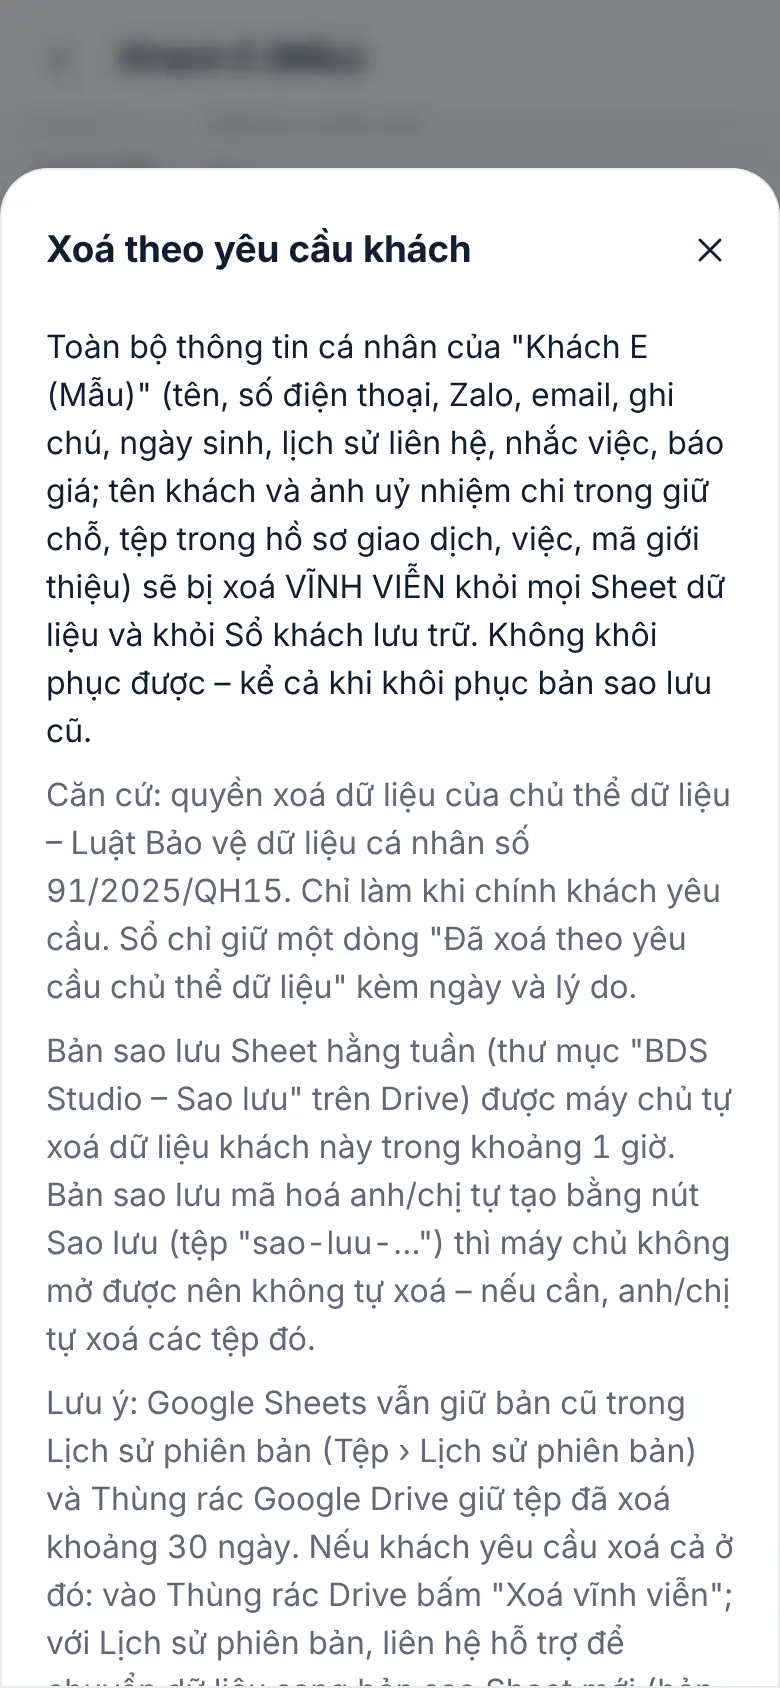 Xoá theo yêu cầu khách
Toàn bộ thông tin cá nhân của "Khách E
(Mẫu)" (tên, số điện thoại, Zalo, email, ghi
chú, ngày sinh, lịch sử liên hệ, nhắc việc, báo
giá; tên khách và ảnh uỷ nhiệm chi trong giữ
chỗ, tệp trong hồ sơ giao dịch, việc, mã giới
thiệu) sẽ bị xoá VĨNH VIỄN khỏi mọi Sheet dữ
liệu và khỏi Sổ khách lưu trữ. Không khôi
phục được – kể cả khi khôi phục bản sao lưu
cũ.
Căn cứ: quyền xoá dữ liệu của chủ thể dữ liệu
– Luật Bảo vệ dữ liệu cá nhân số
91/2025/QH15. Chỉ làm khi chính khách yêu
cầu. Sổ chỉ giữ một dòng "Đã xoá theo yêu
cầu chủ thể dữ liệu" kèm ngày và lý do.
Bản sao lưu Sheet hằng tuần (thư mục "BDS
Studio – Sao lưu" trên Drive) được máy chủ tự
xoá dữ liệu khách này trong khoảng 1 giờ.
Bản sao lưu mã hoá anh/chị tự tạo bằng nút
Sao lưu (tệp "sao-luu-...") thì máy chủ không
mở được nên không tự xoá – nếu cần, anh/chị
tự xoá các tệp đó.
Lưu ý: Google Sheets vẫn giữ bản cũ trong
Lịch sử phiên bản (Tệp › Lịch sử phiên bản)
và Thùng rác Google Drive giữ tệp đã xoá
khoảng 30 ngày. Nếu khách yêu cầu xoá cả ở
đó: vào Thùng rác Drive bấm "Xoá vĩnh viễn";
với Lịch sử phiên bản, liên hệ hỗ trợ để